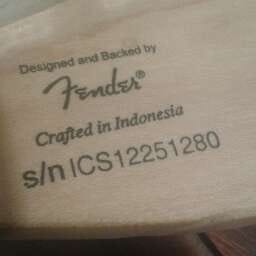 Designed and Backed by
Fender®
Crafted in Indonesia
s/n ICS12251280